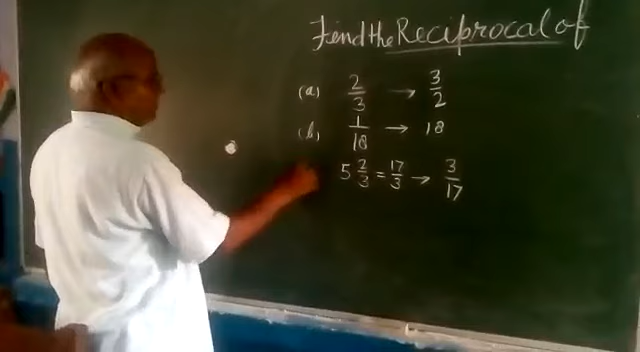 Find the Reciprocal of
(a) 2/3 → 3/2
(b) 1/18 → 18
5 2/3 = 17/3 → 3/17